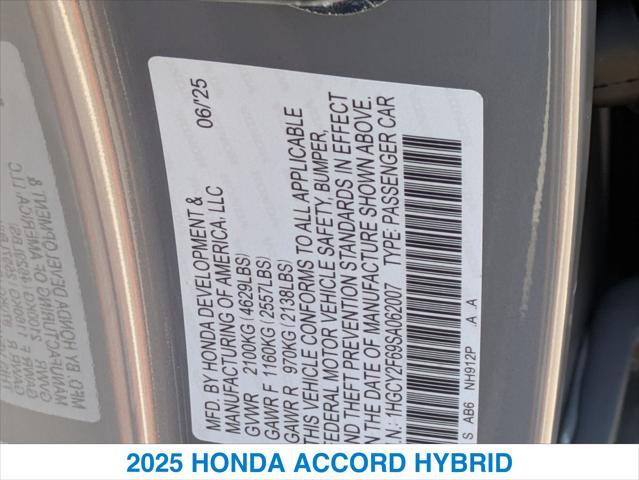 MFD. BY HONDA DEVELOPMENT &
MANUFACTURING OF AMERICA, LLC
06/'25
GVWR 2100KG (4629LBS)
GAWR F 1160KG (2557LBS)
GAWR R 970KG (2138LBS)
THIS VEHICLE CONFORMS TO ALL APPLICABLE
FEDERAL MOTOR VEHICLE SAFETY, BUMPER,
AND THEFT PREVENTION STANDARDS IN EFFECT
ON THE DATE OF MANUFACTURE SHOWN ABOVE.
V.I.N.: 1HGCY2F69SA062007 TYPE: PASSENGER CAR
S AB6 NH912P A A
2025 HONDA ACCORD HYBRID